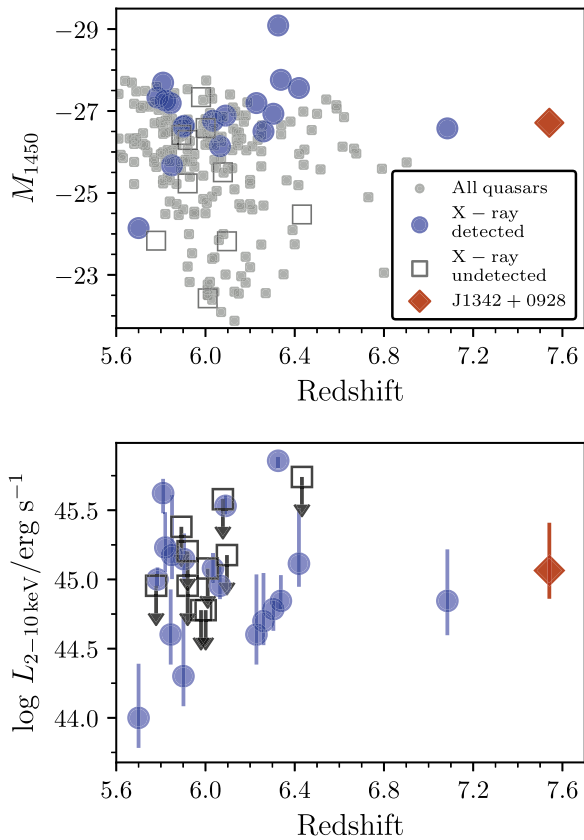 −29
−27
−25
−23
M1450
All quasars
X − ray
detected
X − ray
undetected
J1342 + 0928
5.6 6.0 6.4 6.8 7.2 7.6
Redshift
45.5
45.0
44.5
44.0
log L2−10 keV/erg s−1
5.6 6.0 6.4 6.8 7.2 7.6
Redshift